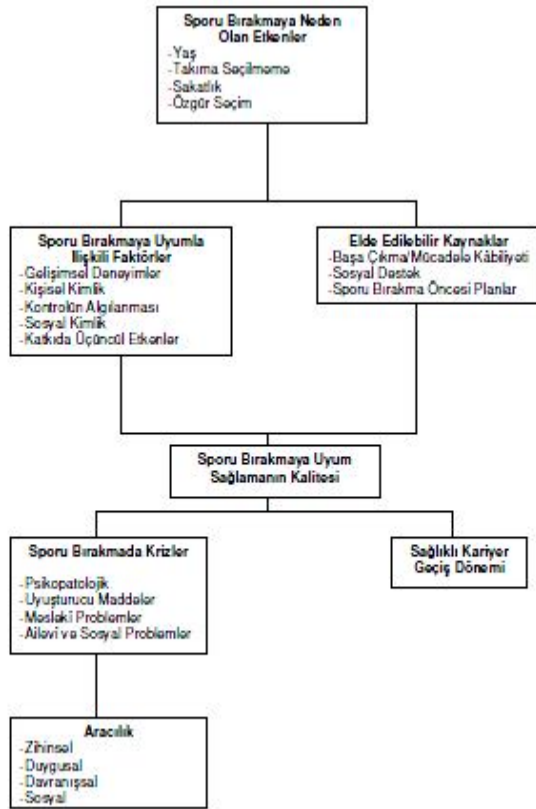 Sporu Bırakmaya Neden
Olan Etkenler
-Yaş
-Takıma Seçilmeme
-Sakatlık
-Özgür Seçim
Sporu Bırakmaya Uyumla
İlişkili Faktörler
-Gelişimsel Deneyimler
-Kişisel Kimlik
-Kontrolün Algılanması
-Sosyal Kimlik
-Katkıda Üçüncül Etkenler
Elde Edilebilir Kaynaklar
-Başa Çıkma/Mücadele Kâbiliyeti
-Sosyal Destek
-Sporu Bırakma Öncesi Planlar
Sporu Bırakmaya Uyum
Sağlamanın Kalitesi
Sporu Bırakmada Krizler
-Psikopatolojik
-Uyuşturucu Maddeler
-Meslekî Problemler
-Ailevî ve Sosyal Problemler
Sağlıklı Kariyer
Geçiş Dönemi
Aracılık
-Zihinsel
-Duygusal
-Davranışsal
-Sosyal